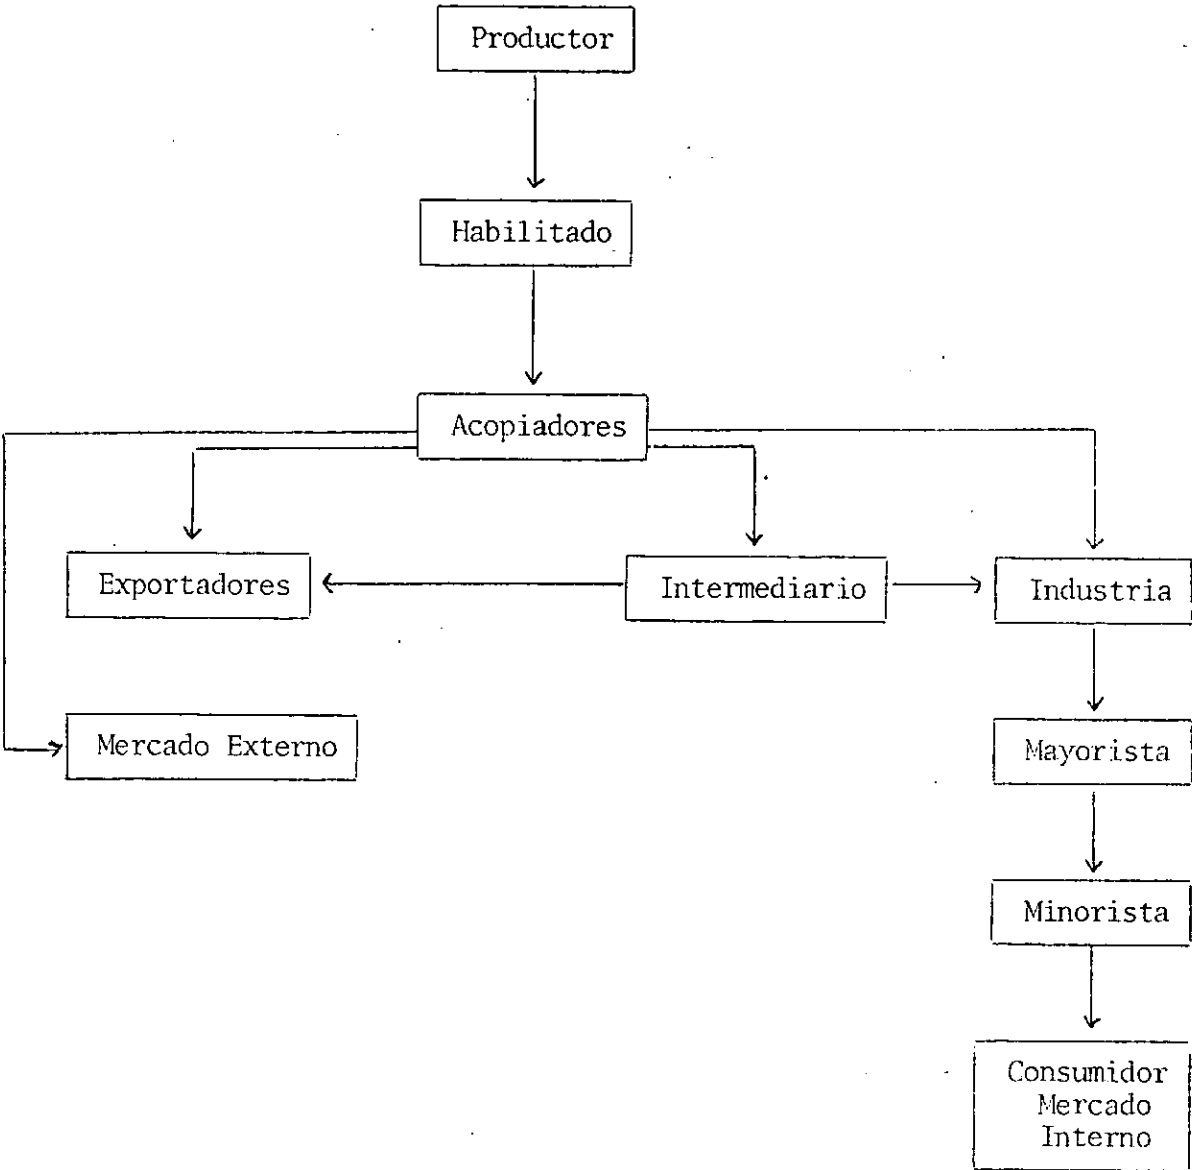 Productor
Habilitado
Acopiadores
Exportadores
Intermediario
Industria
Mercado Externo
Mayorista
Minorista
Consumidor
Mercado
Interno